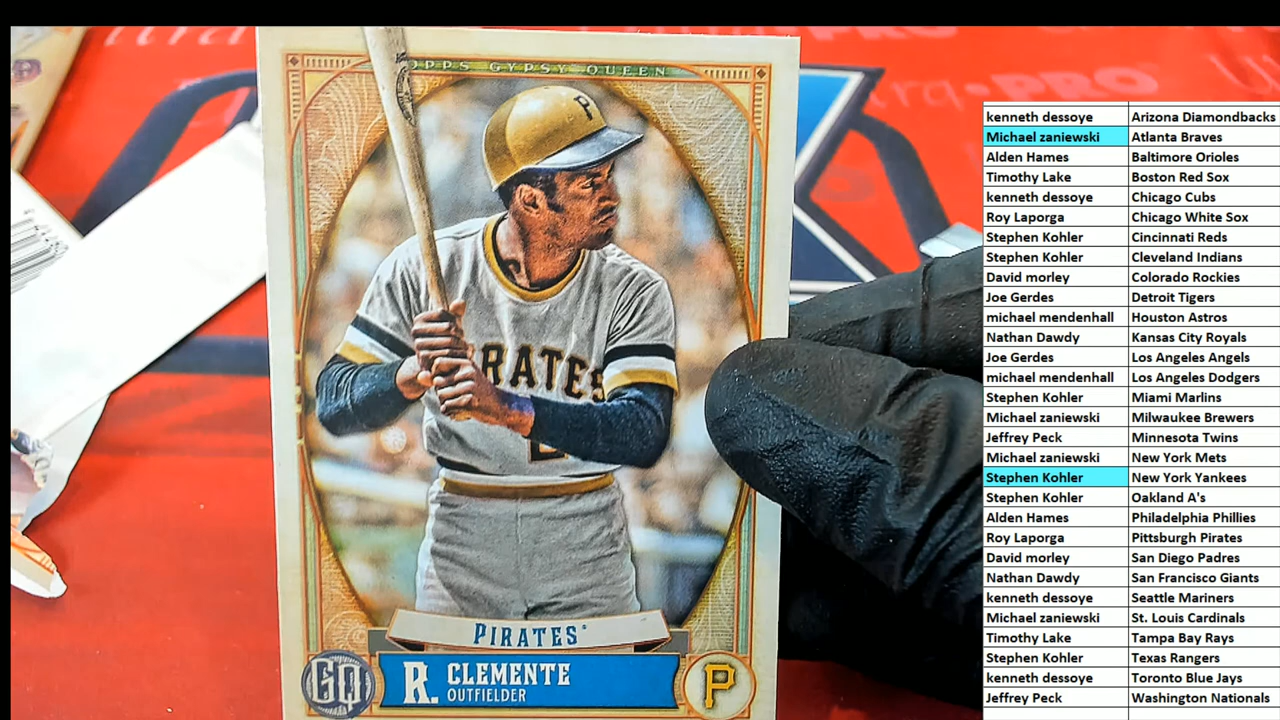 TOPPS GYPSY QUEEN
PRO
PRO
P
PIRATES
PIRATES
GQ
R. CLEMENTE
OUTFIELDER
P
kenneth dessoye Arizona Diamondbacks
Michael zaniewski Atlanta Braves
Alden Hames Baltimore Orioles
Timothy Lake Boston Red Sox
kenneth dessoye Chicago Cubs
Roy Laporga Chicago White Sox
Stephen Kohler Cincinnati Reds
Stephen Kohler Cleveland Indians
David morley Colorado Rockies
Joe Gerdes Detroit Tigers
michael mendenhall Houston Astros
Nathan Dawdy Kansas City Royals
Joe Gerdes Los Angeles Angels
michael mendenhall Los Angeles Dodgers
Stephen Kohler Miami Marlins
Michael zaniewski Milwaukee Brewers
Jeffrey Peck Minnesota Twins
Michael zaniewski New York Mets
Stephen Kohler New York Yankees
Stephen Kohler Oakland A's
Alden Hames Philadelphia Phillies
Roy Laporga Pittsburgh Pirates
David morley San Diego Padres
Nathan Dawdy San Francisco Giants
kenneth dessoye Seattle Mariners
Michael zaniewski St. Louis Cardinals
Timothy Lake Tampa Bay Rays
Stephen Kohler Texas Rangers
kenneth dessoye Toronto Blue Jays
Jeffrey Peck Washington Nationals